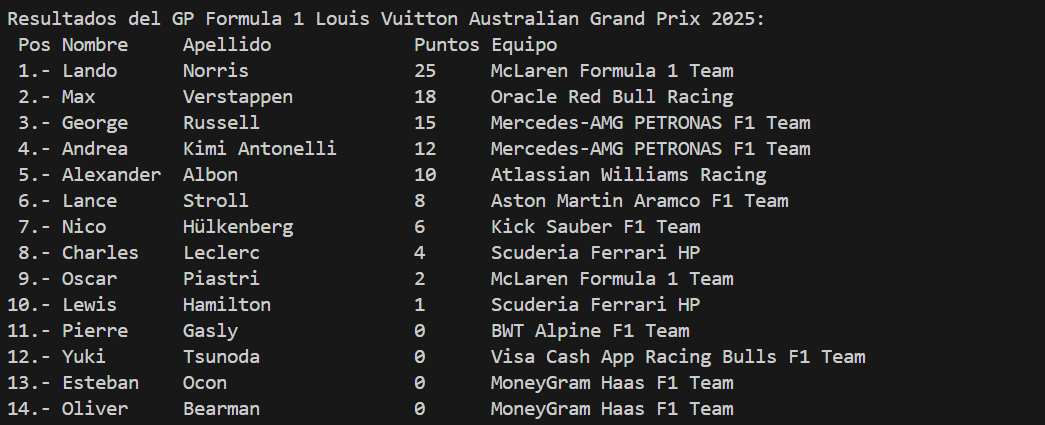 Resultados del GP Formula 1 Louis Vuitton Australian Grand Prix 2025:
Pos Nombre Apellido Puntos Equipo
1.- Lando Norris 25 McLaren Formula 1 Team
2.- Max Verstappen 18 Oracle Red Bull Racing
3.- George Russell 15 Mercedes-AMG PETRONAS F1 Team
4.- Andrea Kimi Antonelli 12 Mercedes-AMG PETRONAS F1 Team
5.- Alexander Albon 10 Atlassian Williams Racing
6.- Lance Stroll 8 Aston Martin Aramco F1 Team
7.- Nico Hülkenberg 6 Kick Sauber F1 Team
8.- Charles Leclerc 4 Scuderia Ferrari HP
9.- Oscar Piastri 2 McLaren Formula 1 Team
10.- Lewis Hamilton 1 Scuderia Ferrari HP
11.- Pierre Gasly 0 BWT Alpine F1 Team
12.- Yuki Tsunoda 0 Visa Cash App Racing Bulls F1 Team
13.- Esteban Ocon 0 MoneyGram Haas F1 Team
14.- Oliver Bearman 0 MoneyGram Haas F1 Team